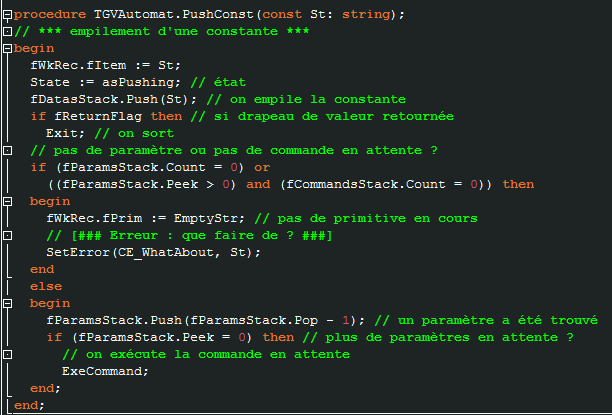 procedure TGVAutomat.PushConst(const St: string);
// *** empilement d'une constante ***
begin
  fWkRec.fItem := St;
  State := asPushing; // état
  fDatasStack.Push(St); // on empile la constante
  if fReturnFlag then // si drapeau de valeur retournée
    Exit; // on sort
  // pas de paramètre ou pas de commande en attente ?
  if (fParamsStack.Count = 0) or
    ((fParamsStack.Peek > 0) and (fCommandsStack.Count = 0)) then
  begin
    fWkRec.fPrim := EmptyStr; // pas de primitive en cours
    // [### Erreur : que faire de ? ###]
    SetError(CE_WhatAbout, St);
  end
  else
  begin
    fParamsStack.Push(fParamsStack.Pop - 1); // un paramètre a été trouvé
    if (fParamsStack.Peek = 0) then // plus de paramètres en attente ?
      // on exécute la commande en attente
      ExeCommand;
  end;
end;